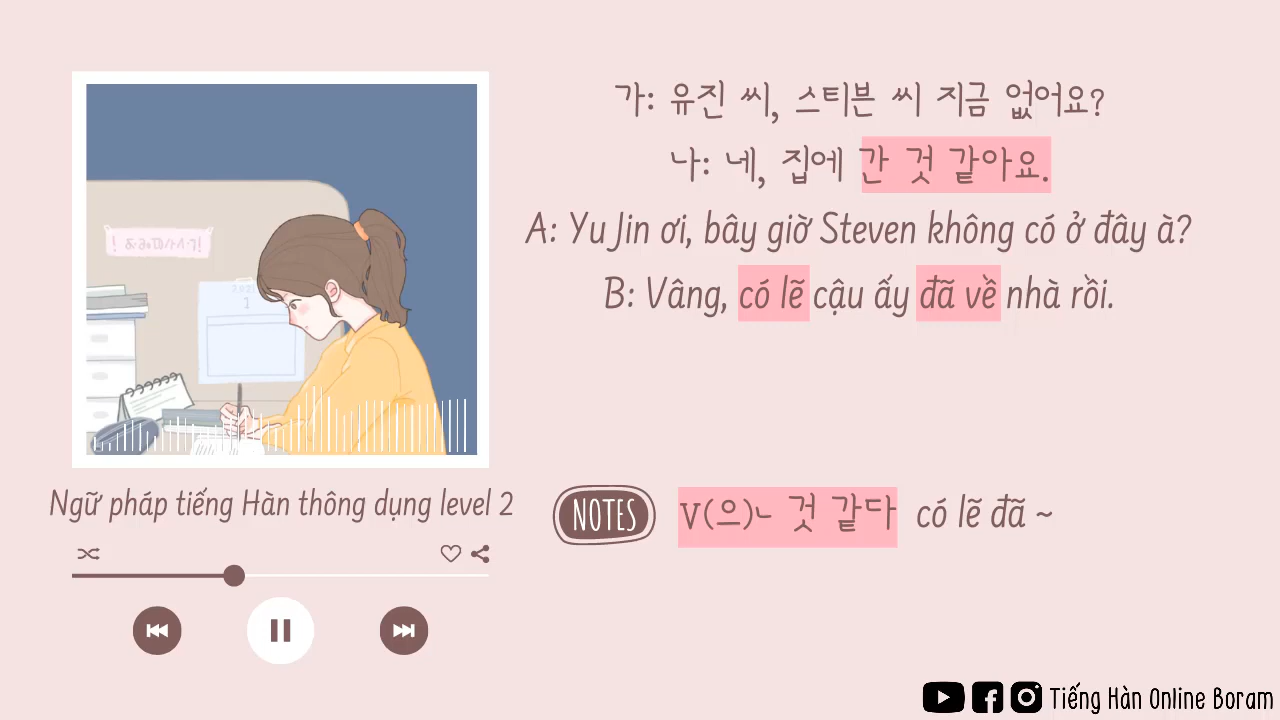 가: 유진 씨, 스티븐 씨 지금 없어요?
나: 네, 집에 간 것 같아요.
A: Yu Jin ơi, bây giờ Steven không có ở đây à?
B: Vâng, có lẽ cậu ấy đã về nhà rồi.
Ngữ pháp tiếng Hàn thông dụng level 2
NOTES V(으)ㄴ 것 같다 có lẽ đã ~
Tiếng Hàn Online Boram